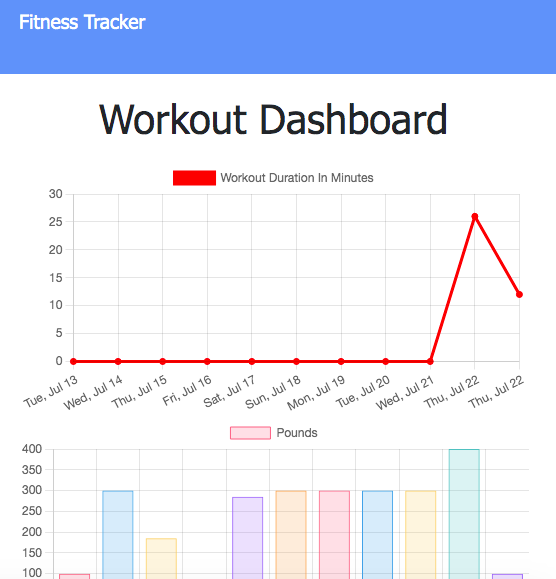 Fitness Tracker
Workout Dashboard
Workout Duration In Minutes
30
25
20
15
10
5
0
Tue, Jul 13
Wed, Jul 14
Thu, Jul 15
Fri, Jul 16
Sat, Jul 17
Sun, Jul 18
Mon, Jul 19
Tue, Jul 20
Wed, Jul 21
Thu, Jul 22
Thu, Jul 22
Pounds
400
350
300
250
200
150
100